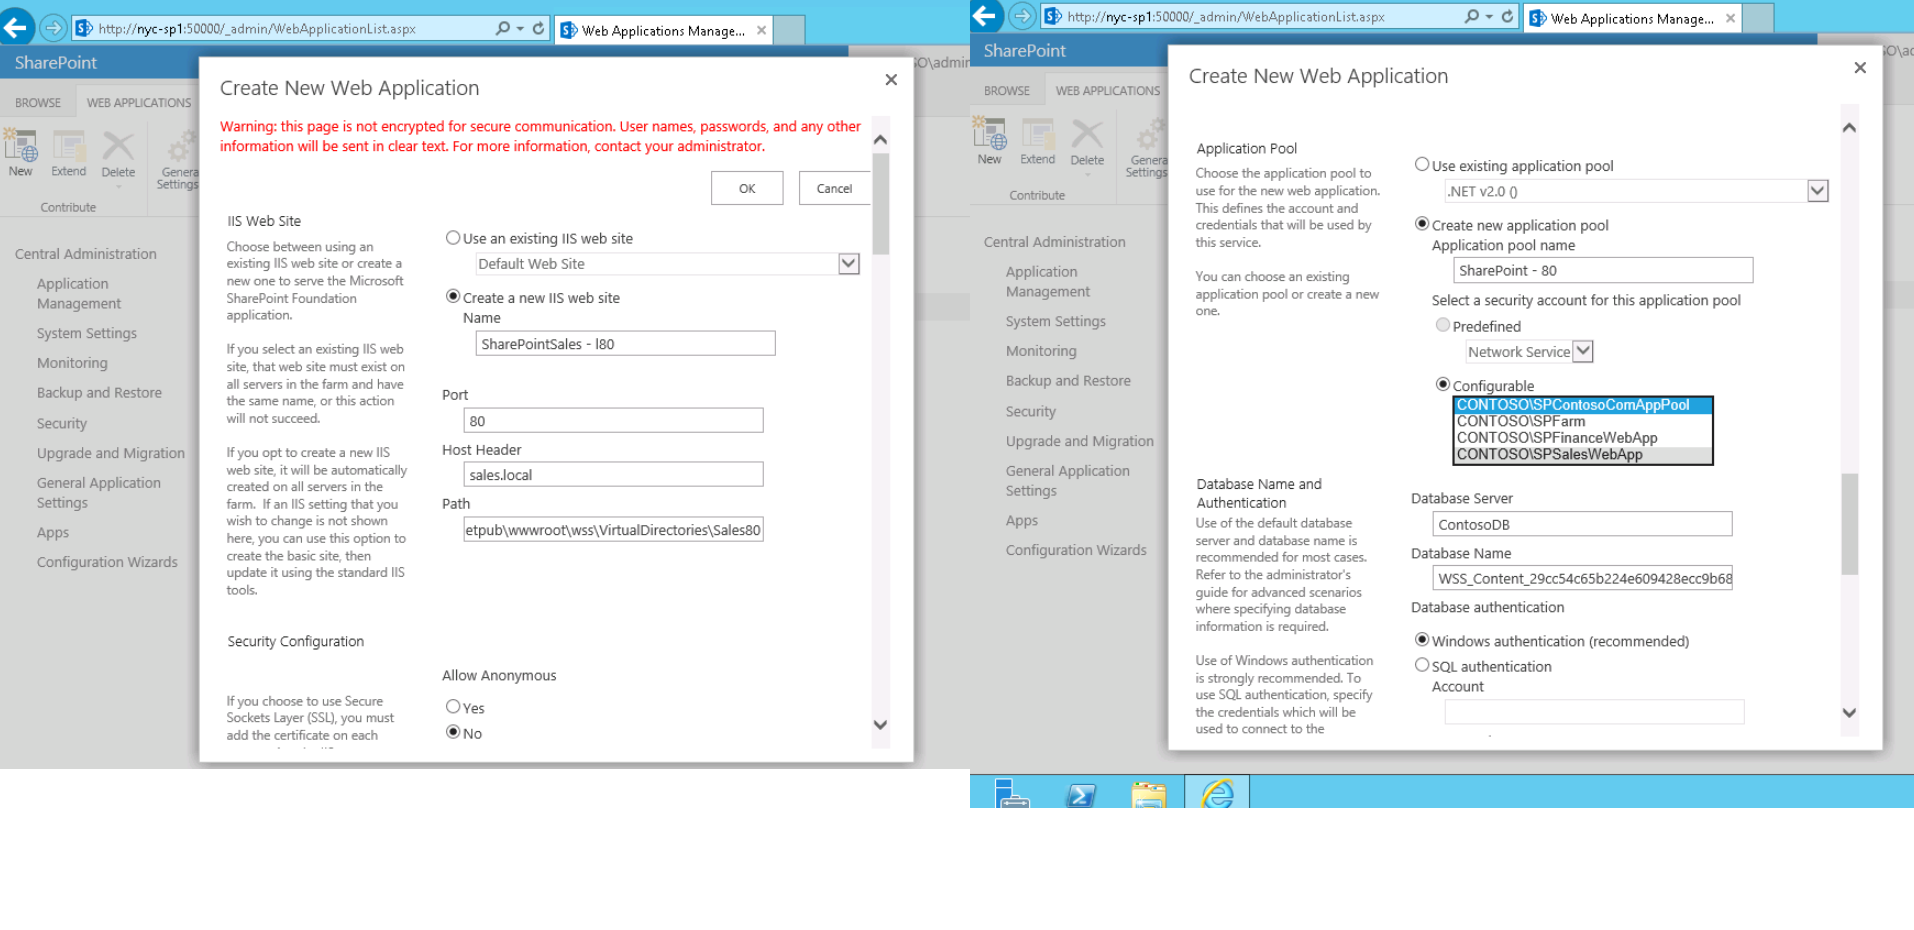 http://nyc-sp1:50000/_admin/WebApplicationList.aspx
Web Applications Manage...
SharePoint
BROWSE
WEB APPLICATIONS
New
Extend
Delete
Contribute
Central Administration
Application
Management
System Settings
Monitoring
Backup and Restore
Security
Upgrade and Migration
General Application
Settings
Apps
Configuration Wizards
Create New Web Application
Warning: this page is not encrypted for secure communication. User names, passwords, and any other
information will be sent in clear text. For more information, contact your administrator.
OK
Cancel
IIS Web Site
Choose between using an
existing IIS web site or create a
new one to serve the Microsoft
SharePoint Foundation
application.
If you select an existing IIS web
site, that web site must exist on
all servers in the farm and have
the same name, or this action
will not succeed.
If you opt to create a new IIS
web site, it will be automatically
created on all servers in the
farm. If an IIS setting that you
wish to change is not shown
here, you can use this option to
create the basic site, then
update it using the standard IIS
tools.
Use an existing IIS web site
Default Web Site
Create a new IIS web site
Name
SharePointSales - l80
Port
80
Host Header
sales.local
Path
etpub\wwwroot\wss\VirtualDirectories\Sales80
Security Configuration
If you choose to use Secure
Sockets Layer (SSL), you must
add the certificate on each
Allow Anonymous
Yes
No
http://nyc-sp1:50000/_admin/WebApplicationList.aspx
Web Applications Manage...
SharePoint
BROWSE
WEB APPLICATIONS
New
Extend
Delete
Contribute
Central Administration
Application
Management
System Settings
Monitoring
Backup and Restore
Security
Upgrade and Migration
General Application
Settings
Apps
Configuration Wizards
Create New Web Application
Application Pool
Choose the application pool to
use for the new web application.
This defines the account and
credentials that will be used by
this service.
You can choose an existing
application pool or create a new
one.
Use existing application pool
.NET v2.0 ()
Create new application pool
Application pool name
SharePoint - 80
Select a security account for this application pool
Predefined
Network Service
Configurable
CONTOSO\SPContosoComAppPool
CONTOSO\SPFarm
CONTOSO\SPFinanceWebApp
CONTOSO\SPSalesWebApp
Database Name and
Authentication
Use of the default database
server and database name is
recommended for most cases.
Refer to the administrator's
guide for advanced scenarios
where specifying database
information is required.
Use of Windows authentication
is strongly recommended. To
use SQL authentication, specify
the credentials which will be
used to connect to the
Database Server
ContosoDB
Database Name
WSS_Content_29cc54c65b224e609428ecc9b68
Database authentication
Windows authentication (recommended)
SQL authentication
Account